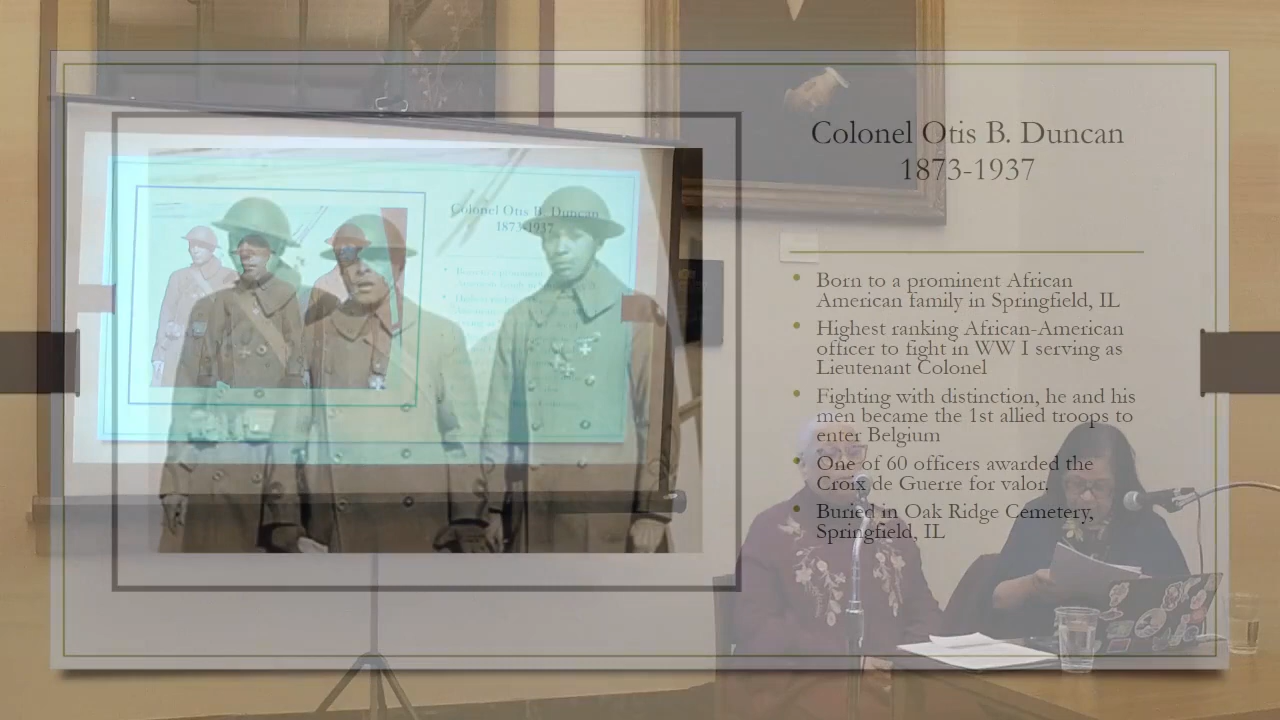 Colonel Otis B. Duncan
1873-1937
Born to a prominent African
American family in Springfield, IL
Highest ranking African-American
officer to fight in WW I serving as
Lieutenant Colonel
Fighting with distinction, he and his
men became the 1st allied troops to
enter Belgium
One of 60 officers awarded the
Croix de Guerre for valor.
Buried in Oak Ridge Cemetery,
Springfield, IL
Colonel Otis B. Duncan
1873-1937